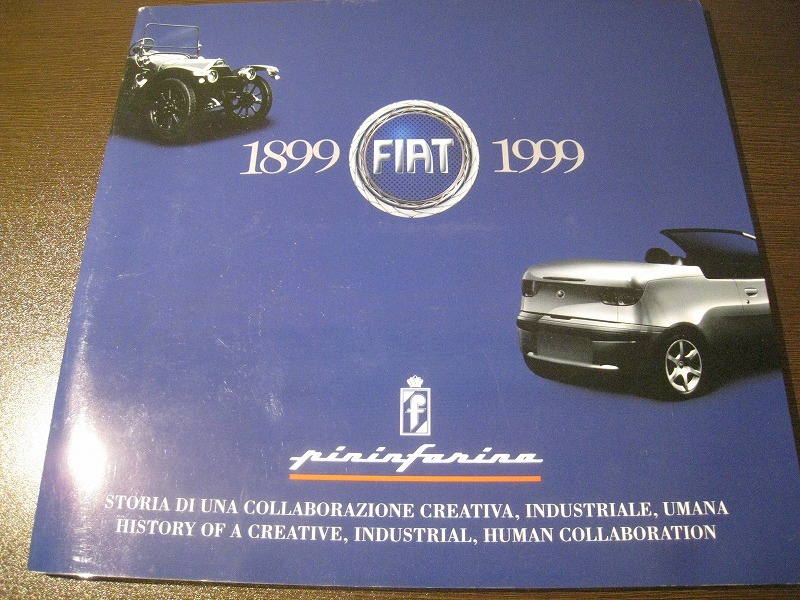 1899 FIAT 1999
f
pininfarina
STORIA DI UNA COLLABORAZIONE CREATIVA, INDUSTRIALE, UMANA
HISTORY OF A CREATIVE, INDUSTRIAL, HUMAN COLLABORATION